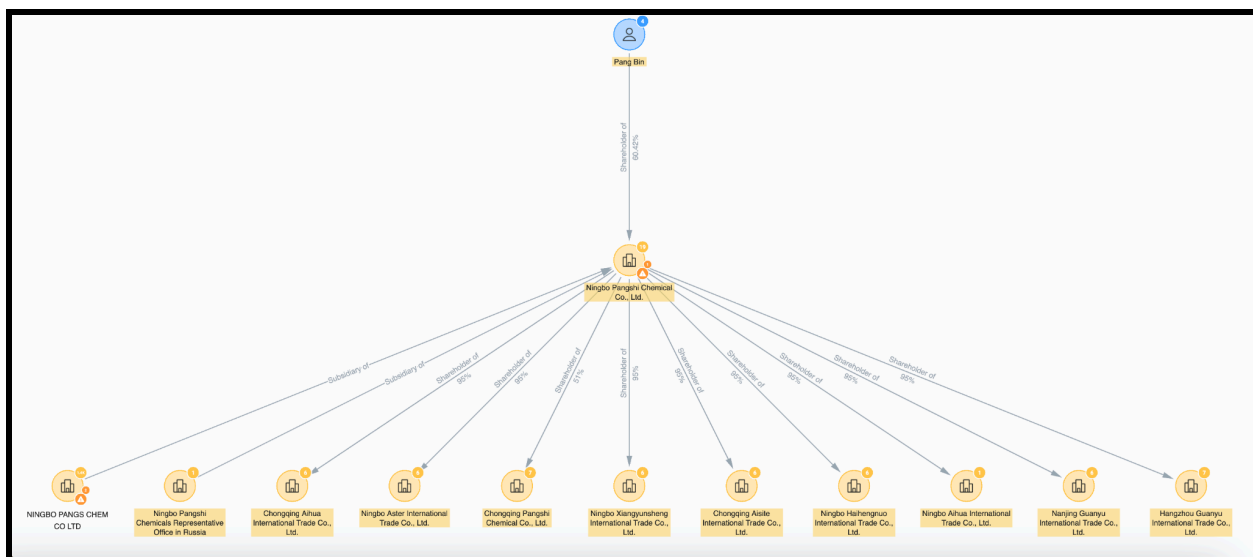 Pang Bin
Shareholder of
60.42%
Ningbo Pangshi Chemical
Co., Ltd.
Subsidiary of
Subsidiary of
Shareholder of
95%
Shareholder of
95%
Shareholder of
51%
Shareholder of
95%
Shareholder of
95%
Shareholder of
95%
Shareholder of
95%
Shareholder of
95%
Shareholder of
95%
NINGBO PANGS CHEM
CO LTD
Ningbo Pangshi
Chemicals Representative
Office in Russia
Chongqing Aihua
International Trade Co.,
Ltd.
Ningbo Aster International
Trade Co., Ltd.
Chongqing Pangshi
Chemical Co., Ltd.
Ningbo Xiangyunsheng
International Trade Co.,
Ltd.
Chongqing Aisite
International Trade Co.,
Ltd.
Ningbo Haihengnuo
International Trade Co.,
Ltd.
Ningbo Aihua International
Trade Co., Ltd.
Nanjing Guanyu
International Trade Co.,
Ltd.
Hangzhou Guanyu
International Trade Co.,
Ltd.